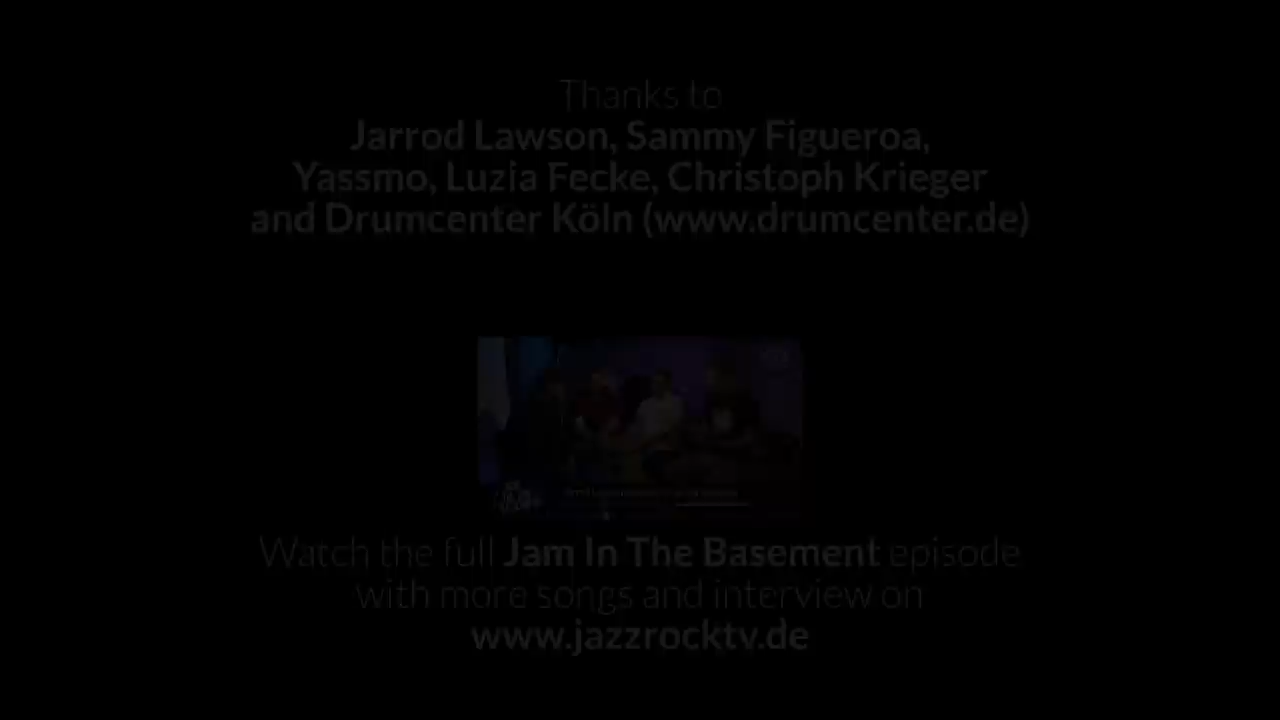 Thanks to
Jarrod Lawson, Sammy Figueroa,
Yassmo, Luzia Fecke, Christoph Krieger
and Drumcenter Köln (www.drumcenter.de)
Watch the full Jam In The Basement episode
with more songs and interview on
www.jazzrocktv.de